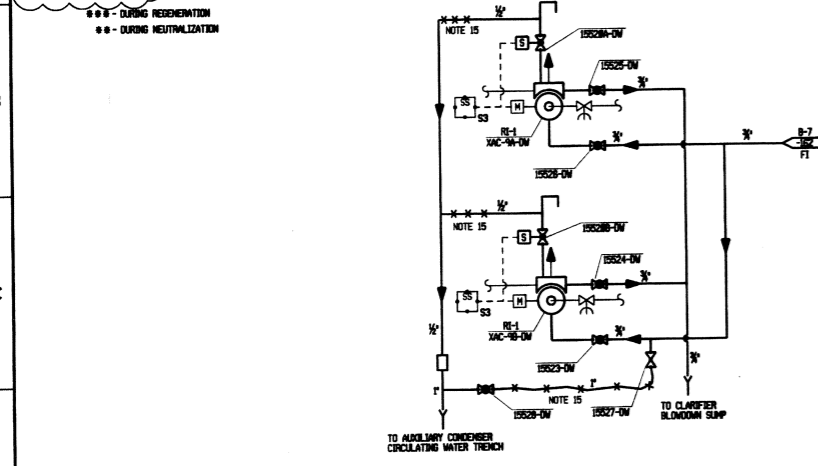 ***- DURING REGENERATION
**- DURING NEUTRALIZATION
½"
NOTE 15
S
15520A-DW
15525-DW
¾"
SS
S3
M
R1-1
XAC-9A-DW
¾"
15526-DW
¾"
B-7
-162
F1
½"
NOTE 15
S
15520B-DW
15524-DW
¾"
SS
S3
M
R1-1
XAC-9B-DW
½"
¾"
15523-DW
¾"
1"
15528-DW
1"
NOTE 15
15527-DW
TO CLARIFIER
BLOWDOWN SUMP
TO AUXILIARY CONDENSER
CIRCULATING WATER TRENCH